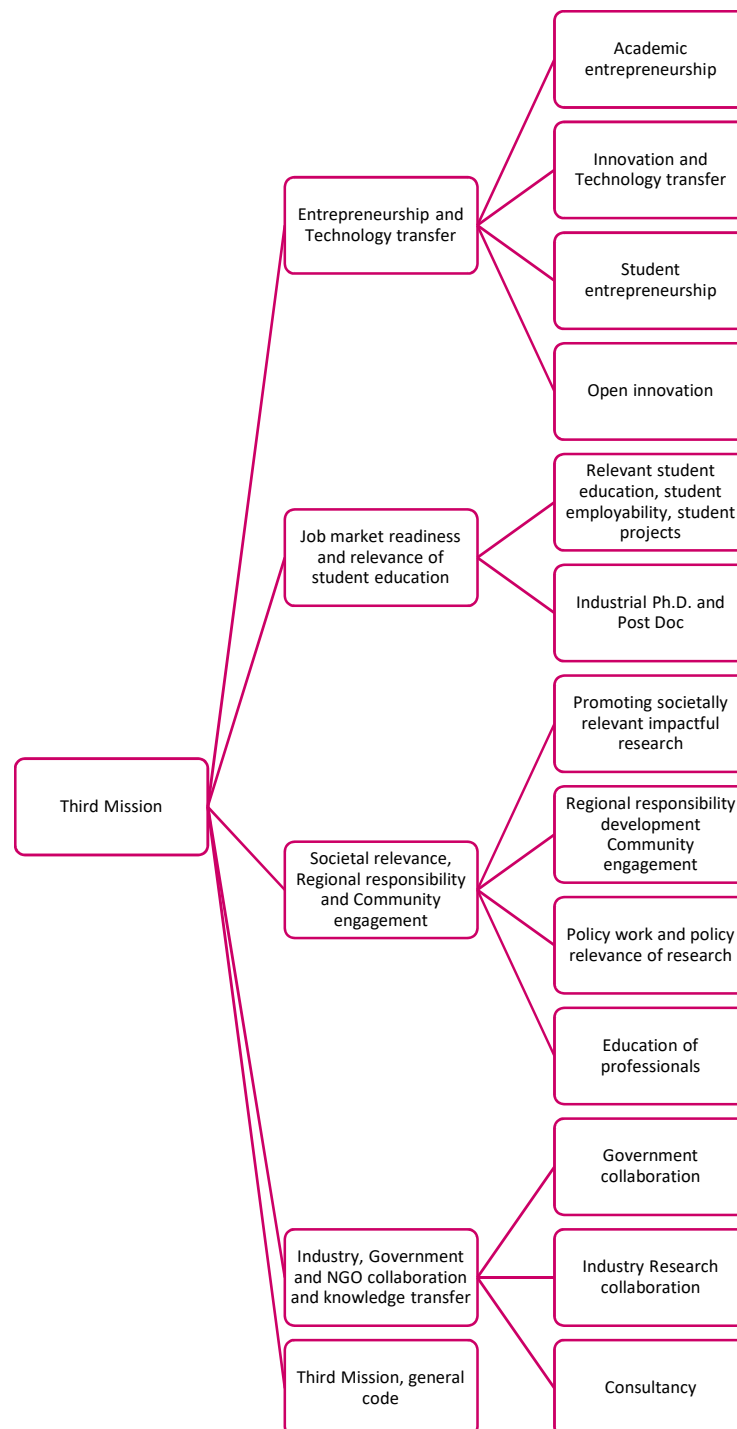 Third Mission
Entrepreneurship and
Technology transfer
Academic
entrepreneurship
Innovation and
Technology transfer
Student
entrepreneurship
Open innovation
Job market readiness
and relevance of
student education
Relevant student
education, student
employability, student
projects
Industrial Ph.D. and
Post Doc
Societal relevance,
Regional responsibility
and Community
engagement
Promoting societally
relevant impactful
research
Regional responsibility
development
Community
engagement
Policy work and policy
relevance of research
Education of
professionals
Industry, Government
and NGO collaboration
and knowledge transfer
Government
collaboration
Industry Research
collaboration
Consultancy
Third Mission, general
code